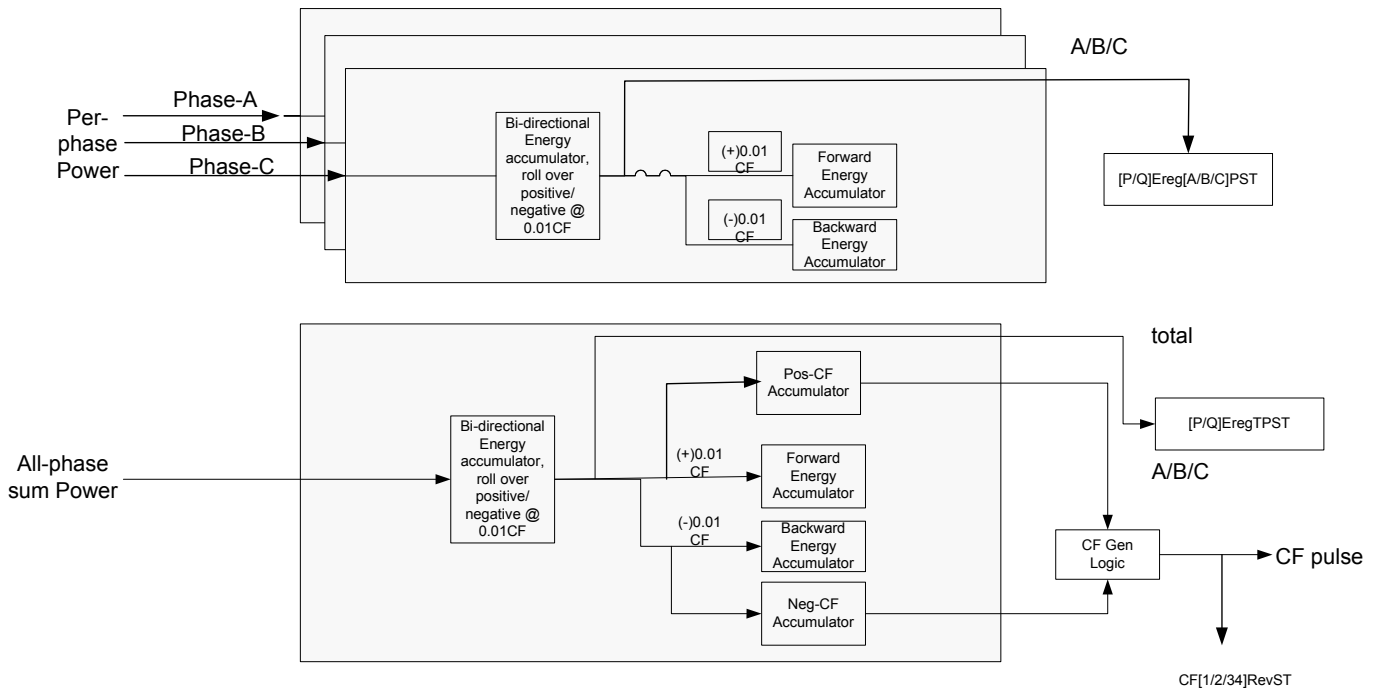 A/B/C
Per-
phase
Power
Phase-A
Phase-B
Phase-C
Bi-directional
Energy
accumulator,
roll over
positive/
negative @
0.01CF
(+)0.01
CF
(-)0.01
CF
Forward
Energy
Accumulator
Backward
Energy
Accumulator
[P/Q]Ereg[A/B/C]PST
total
All-phase
sum Power
Bi-directional
Energy
accumulator,
roll over
positive/
negative @
0.01CF
Pos-CF
Accumulator
(+)0.01
CF
Forward
Energy
Accumulator
(-)0.01
CF
Backward
Energy
Accumulator
Neg-CF
Accumulator
[P/Q]EregTPST
A/B/C
CF Gen
Logic
CF pulse
CF[1/2/34]RevST